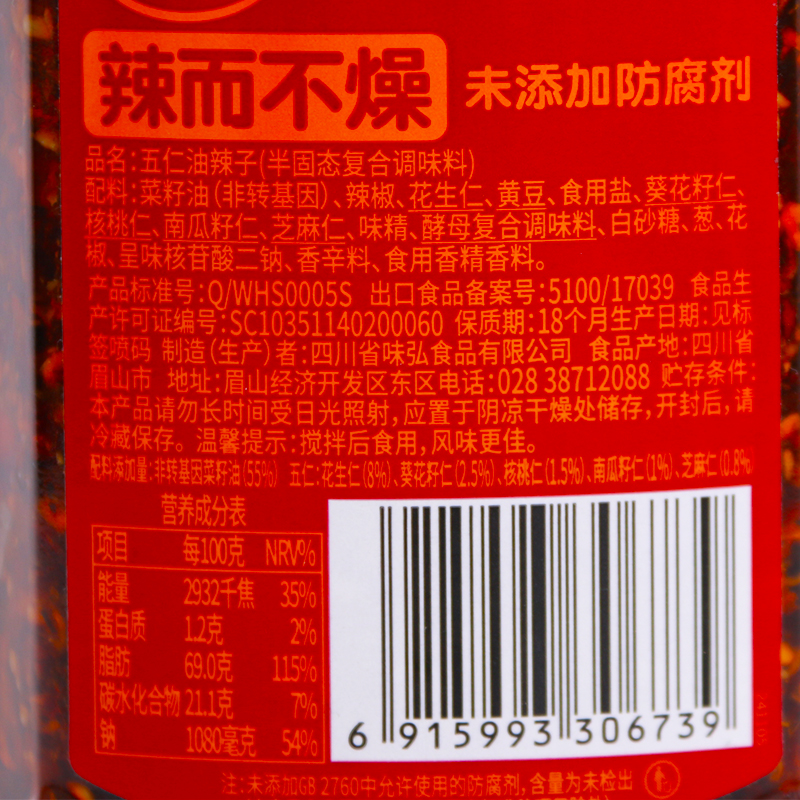 辣而不燥 未添加防腐剂
品名:五仁油辣子(半固态复合调味料)
配料:菜籽油(非转基因)、辣椒、花生仁、黄豆、食用盐、葵花籽仁、
核桃仁、南瓜籽仁、芝麻仁、味精、酵母复合调味料、白砂糖、葱、花
椒、呈味核苷酸二钠、香辛料、食用香精香料。
产品标准号:Q/WHS0005S 出口食品备案号:5100/17039 食品生
产许可证编号:SC10351140200060 保质期:18个月生产日期:见标
签喷码 制造(生产)者:四川省味弘食品有限公司 食品产地:四川省
眉山市 地址:眉山经济开发区东区电话:028 38712088 贮存条件:
本产品请勿长时间受日光照射,应置于阴凉干燥处储存,开封后,请
冷藏保存。温馨提示:搅拌后食用,风味更佳。
配料添加量:非转基因菜籽油(55%) 五仁:花生仁(8%)、葵花籽仁(2.5%)、核桃仁(1.5%)、南瓜籽仁(1%)、芝麻仁(0.8%)
营养成分表
项目 每100克 NRV%
能量 2932千焦 35%
蛋白质 1.2克 2%
脂肪 69.0克 115%
碳水化合物 21.1克 7%
钠 1080毫克 54%
6 915993 306739
注:未添加GB 2760中允许使用的防腐剂,含量为未检出